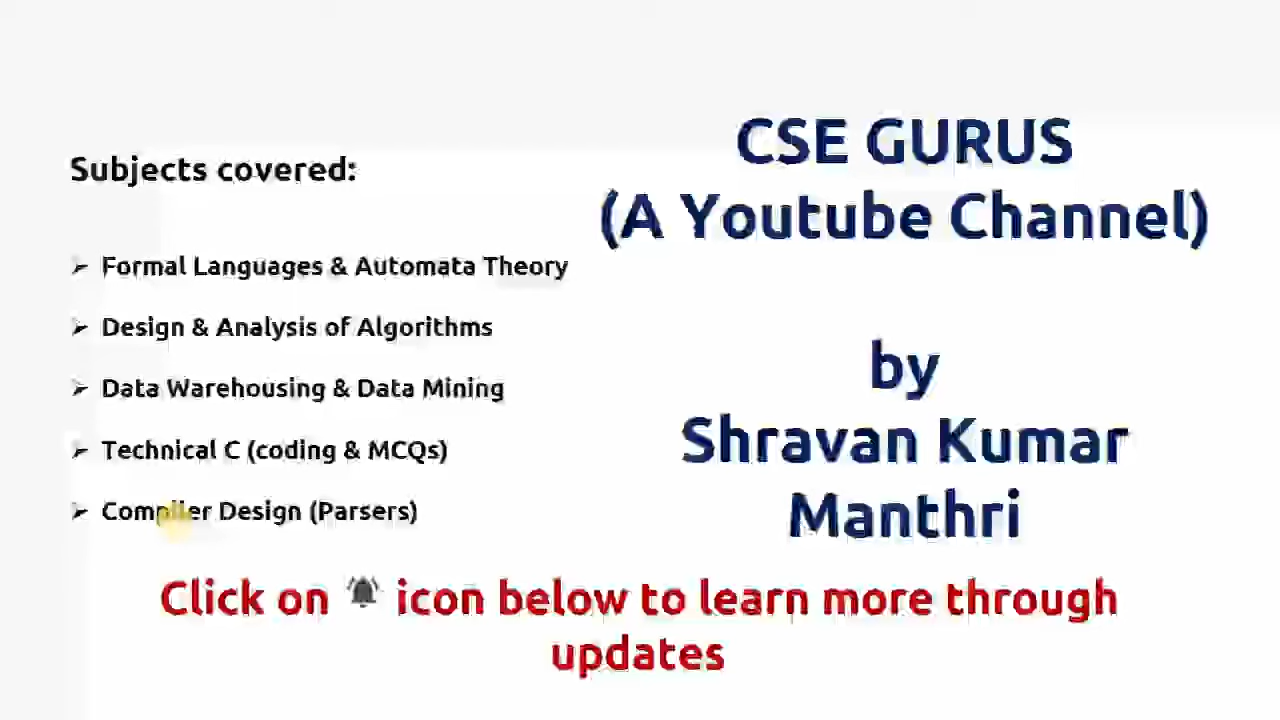 Subjects covered:
➢ Formal Languages & Automata Theory
➢ Design & Analysis of Algorithms
➢ Data Warehousing & Data Mining
➢ Technical C (coding & MCQs)
➢ Compiler Design (Parsers)
CSE GURUS
(A Youtube Channel)
by
Shravan Kumar
Manthri
Click on icon below to learn more through
updates